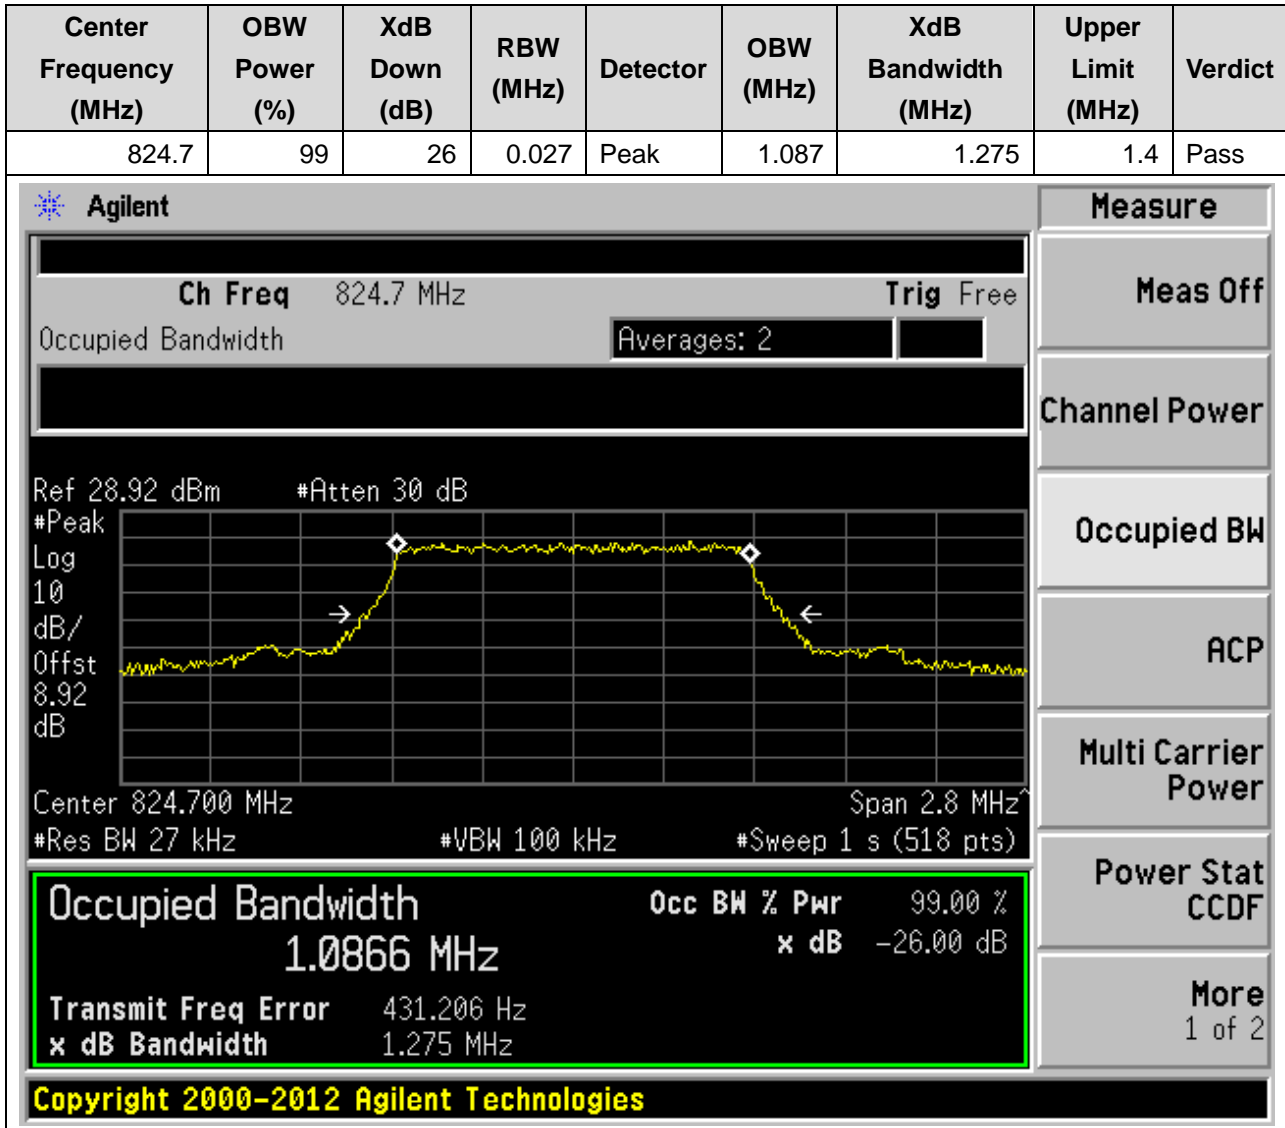 Center Frequency (MHz) OBW Power (%) XdB Down (dB) RBW (MHz) Detector OBW (MHz) XdB Bandwidth (MHz) Upper Limit (MHz) Verdict
824.7 99 26 0.027 Peak 1.087 1.275 1.4 Pass
Agilent
Measure
Ch Freq 824.7 MHz Trig Free
Occupied Bandwidth Averages: 2
Ref 28.92 dBm #Atten 30 dB
#Peak
Log
10
dB/
Offst
8.92
dB
Center 824.700 MHz Span 2.8 MHz^
#Res BW 27 kHz #VBW 100 kHz #Sweep 1 s (518 pts)
Occupied Bandwidth Occ BW % Pwr 99.00 %
1.0866 MHz x dB -26.00 dB
Transmit Freq Error 431.206 Hz
x dB Bandwidth 1.275 MHz
Meas Off
Channel Power
Occupied BW
ACP
Multi Carrier
Power
Power Stat
CCDF
More
1 of 2
Copyright 2000-2012 Agilent Technologies